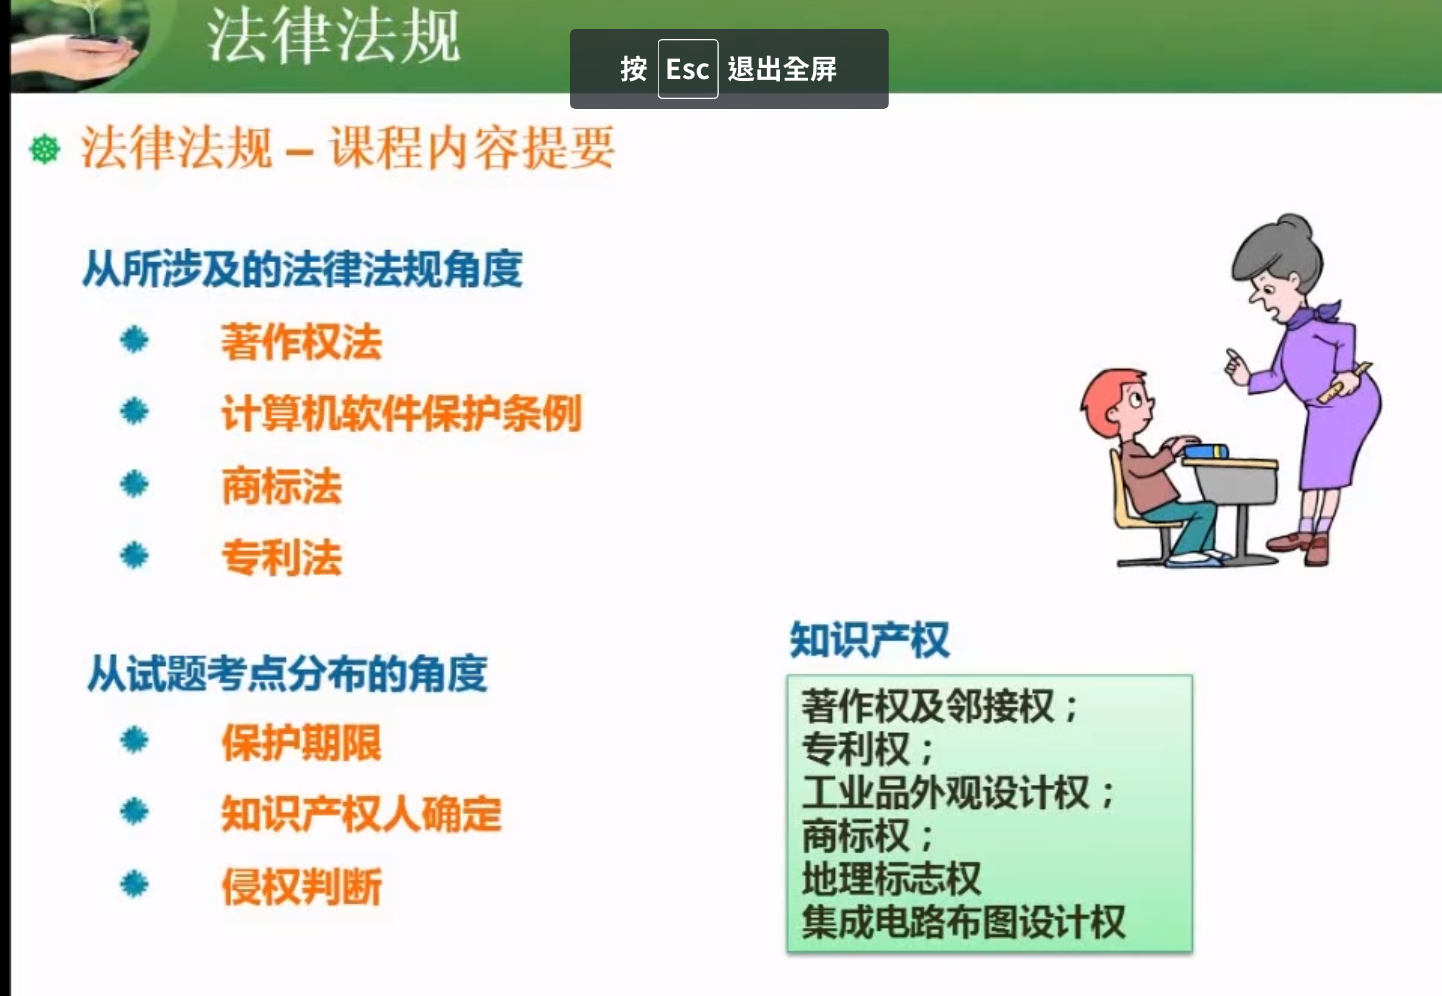 法律法规
按 Esc 退出全屏
法律法规 – 课程内容提要
从所涉及的法律法规角度
著作权法
计算机软件保护条例
商标法
专利法
从试题考点分布的角度
保护期限
知识产权人确定
侵权判断
知识产权
著作权及邻接权；
专利权；
工业品外观设计权；
商标权；
地理标志权
集成电路布图设计权